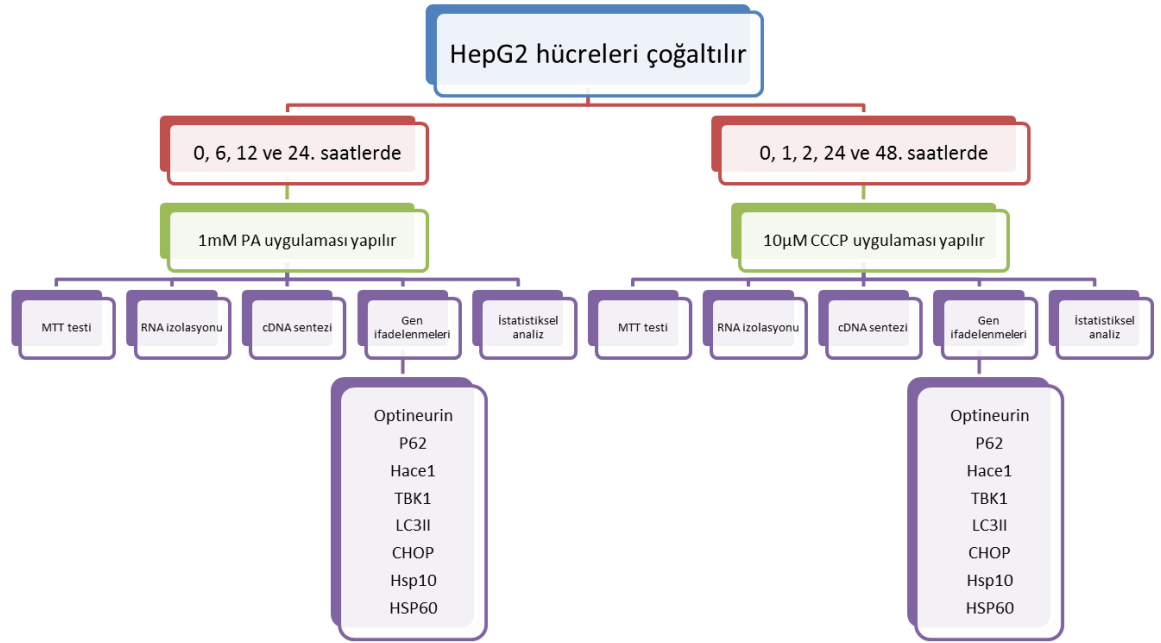 HepG2 hücreleri çoğaltılır
0, 6, 12 ve 24. saatlerde
1mM PA uygulaması yapılır
MTT testi
RNA izolasyonu
cDNA sentezi
Gen
ifadelenmeleri
İstatistiksel
analiz
Optineurin
P62
Hace1
TBK1
LC3II
CHOP
Hsp10
HSP60
0, 1, 2, 24 ve 48. saatlerde
10µM CCCP uygulaması yapılır
MTT testi
RNA izolasyonu
cDNA sentezi
Gen
ifadelenmeleri
İstatistiksel
analiz
Optineurin
P62
Hace1
TBK1
LC3II
CHOP
Hsp10
HSP60